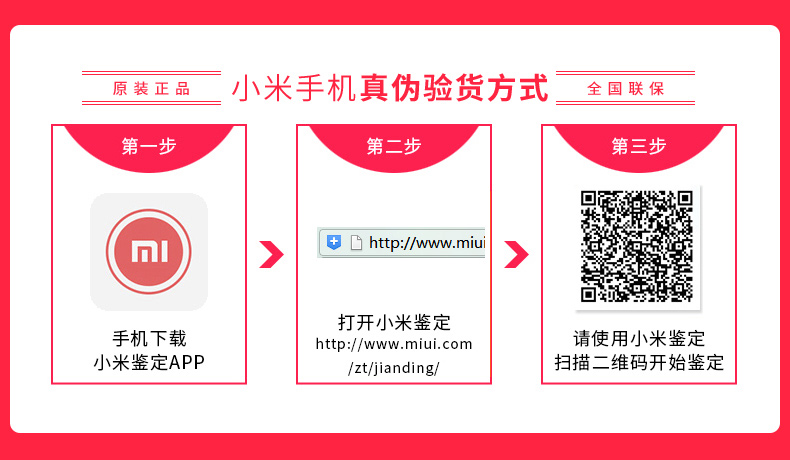 原装正品
小米手机真伪验货方式
全国联保
第一步
第二步
第三步
mi
http://www.miui
手机下载
小米鉴定APP
打开小米鉴定
http://www.miui.com
/zt/jianding/
请使用小米鉴定
扫描二维码开始鉴定